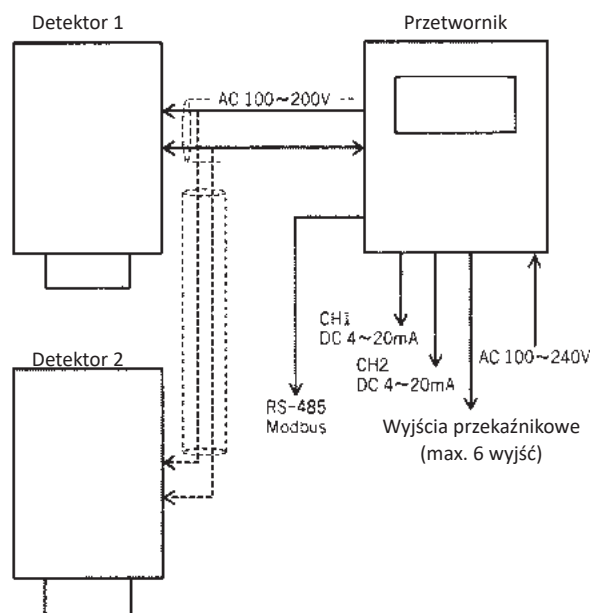 Detektor 1
Przetwornik
AC 100~200V
CH1
DC 4~20mA
CH2
DC 4~20mA
AC 100~240V
RS-485
Modbus
Wyjścia przekaźnikowe
(max. 6 wyjść)
Detektor 2